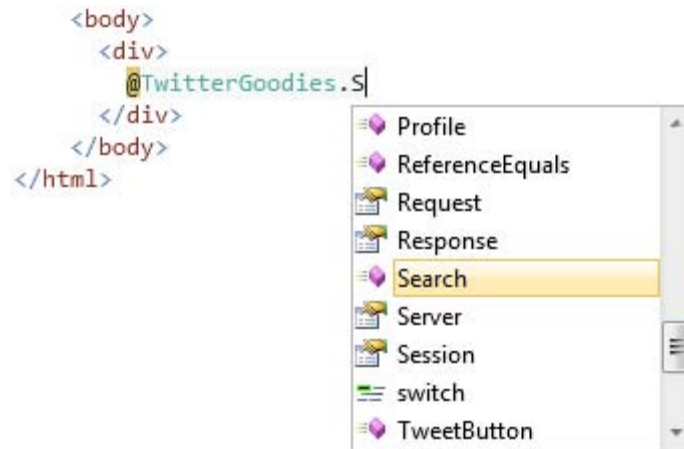 <body>
<div>
@TwitterGoodies.S
</div>
</body>
</html>
Profile
ReferenceEquals
Request
Response
Search
Server
Session
switch
TweetButton